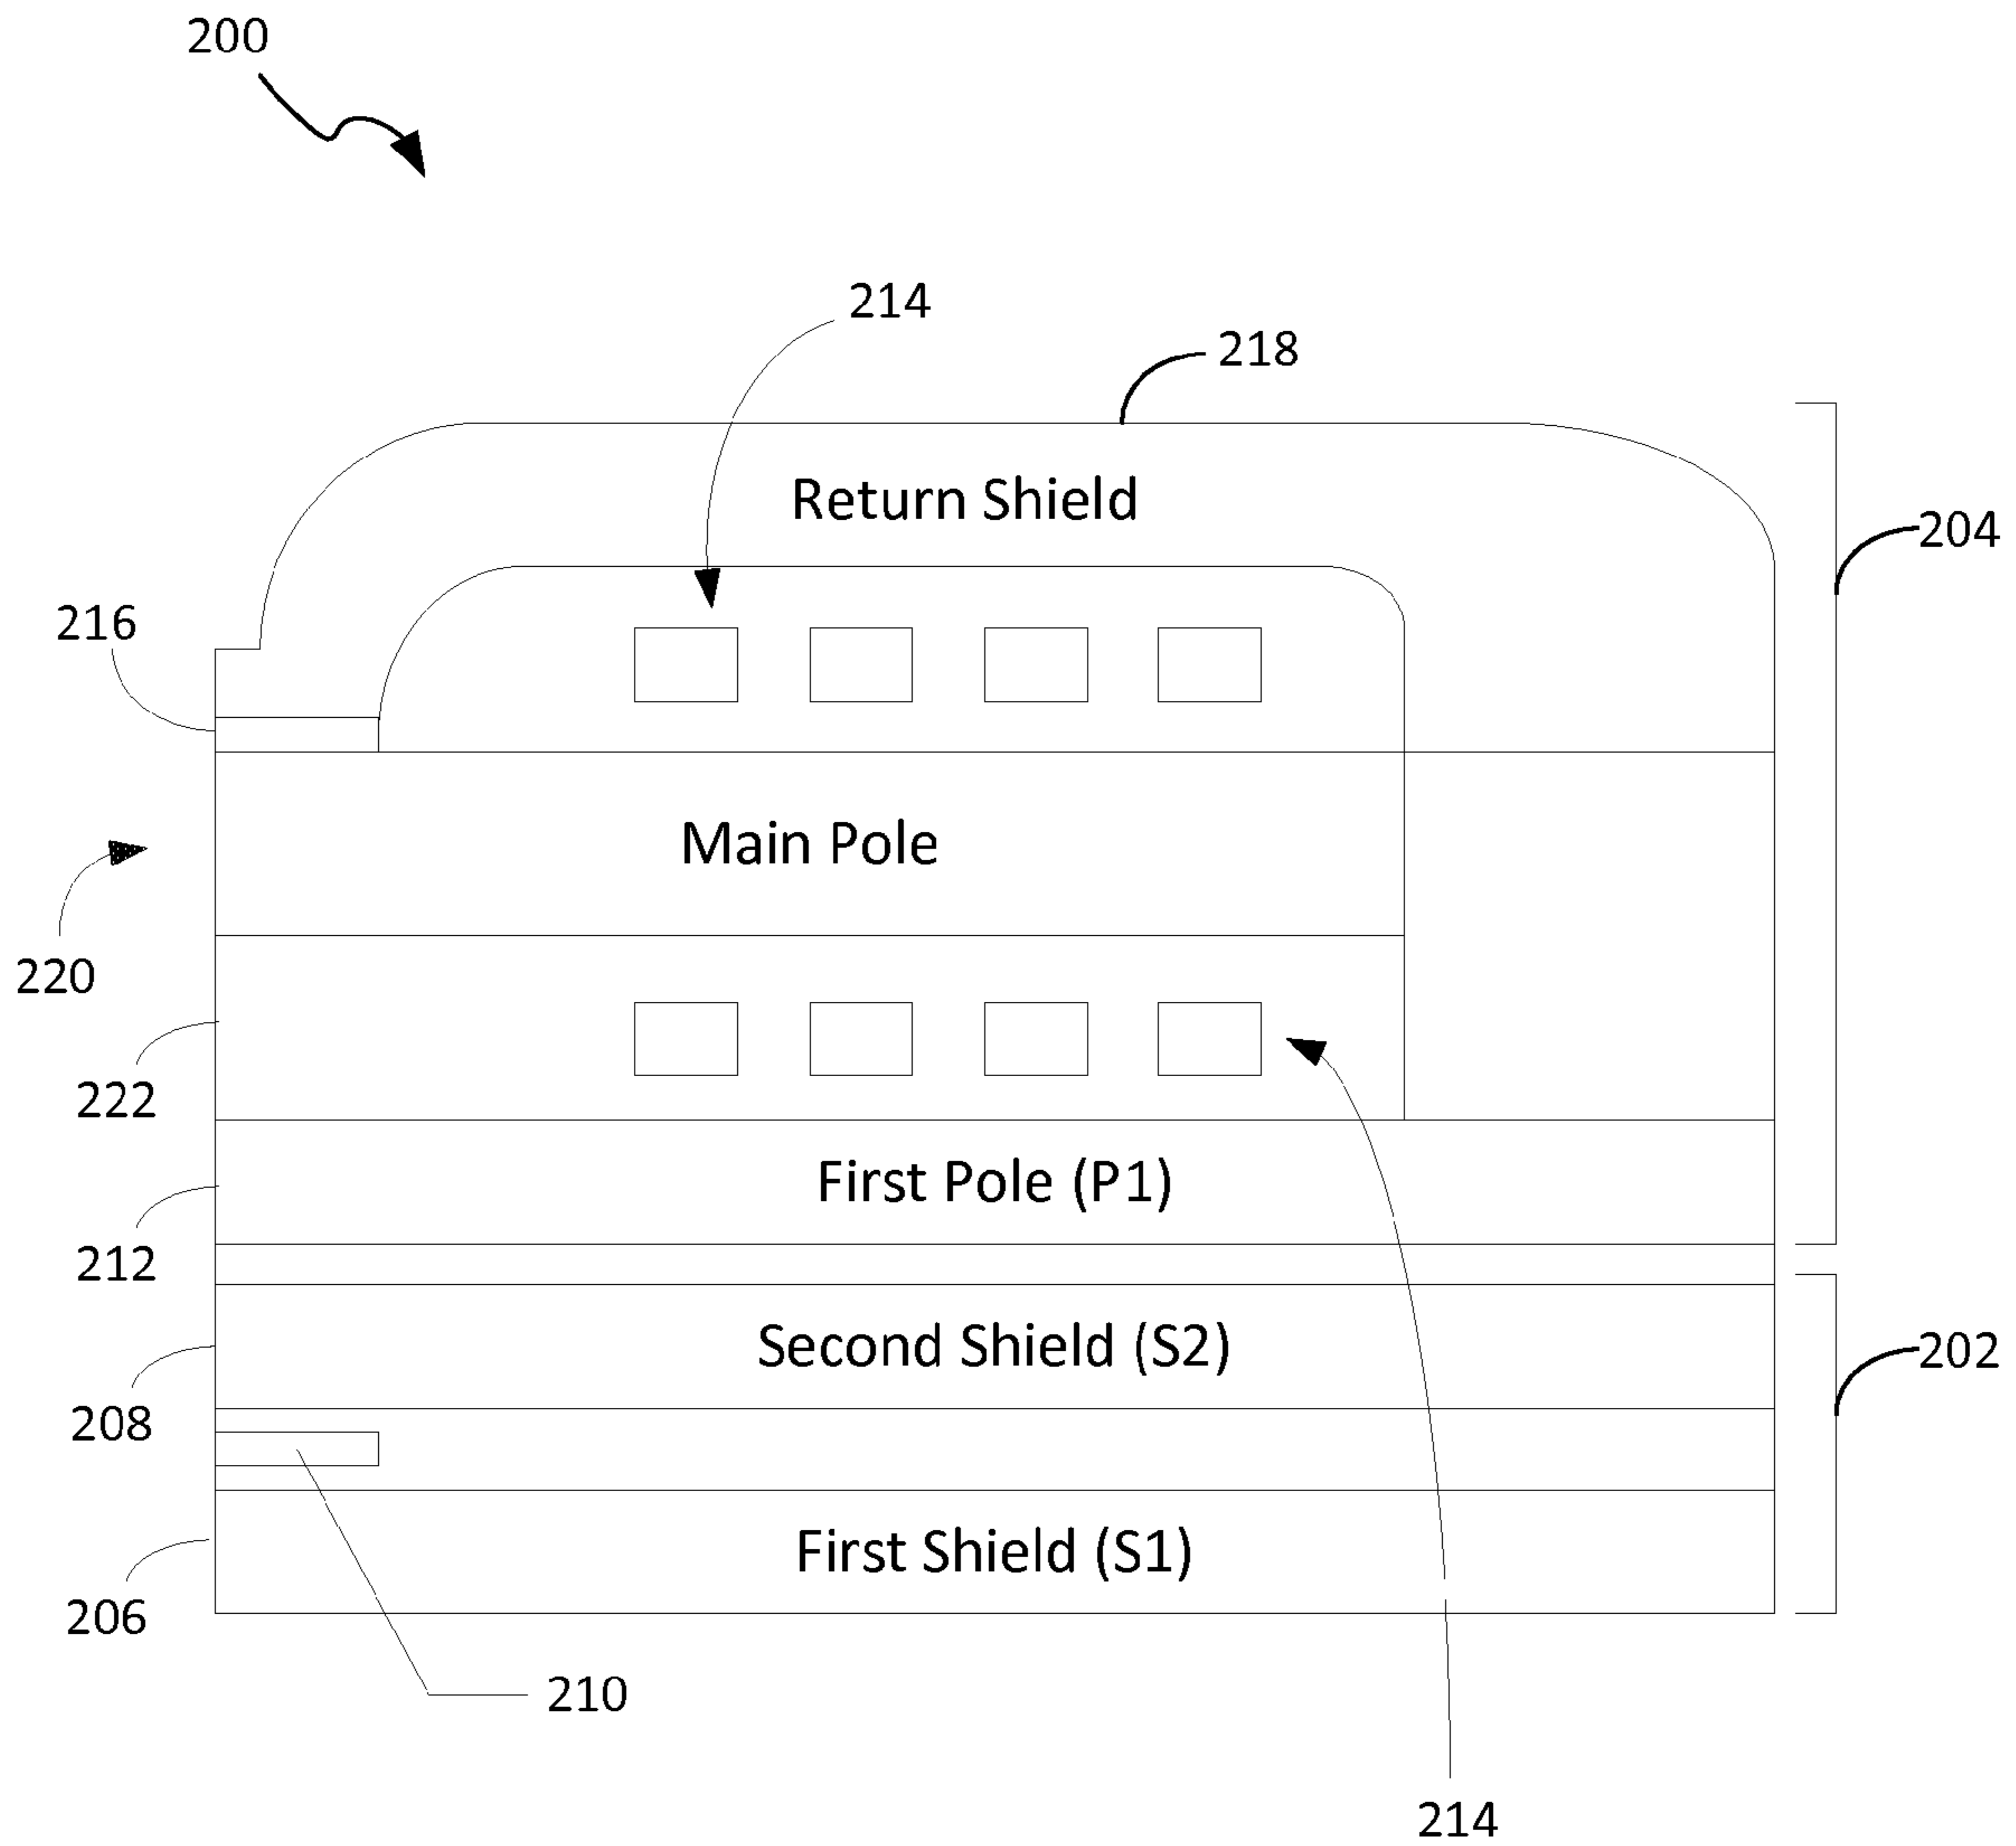 200
214
218
Return Shield
204
216
Main Pole
220
222
First Pole (P1)
212
Second Shield (S2)
202
208
First Shield (S1)
206
210
214